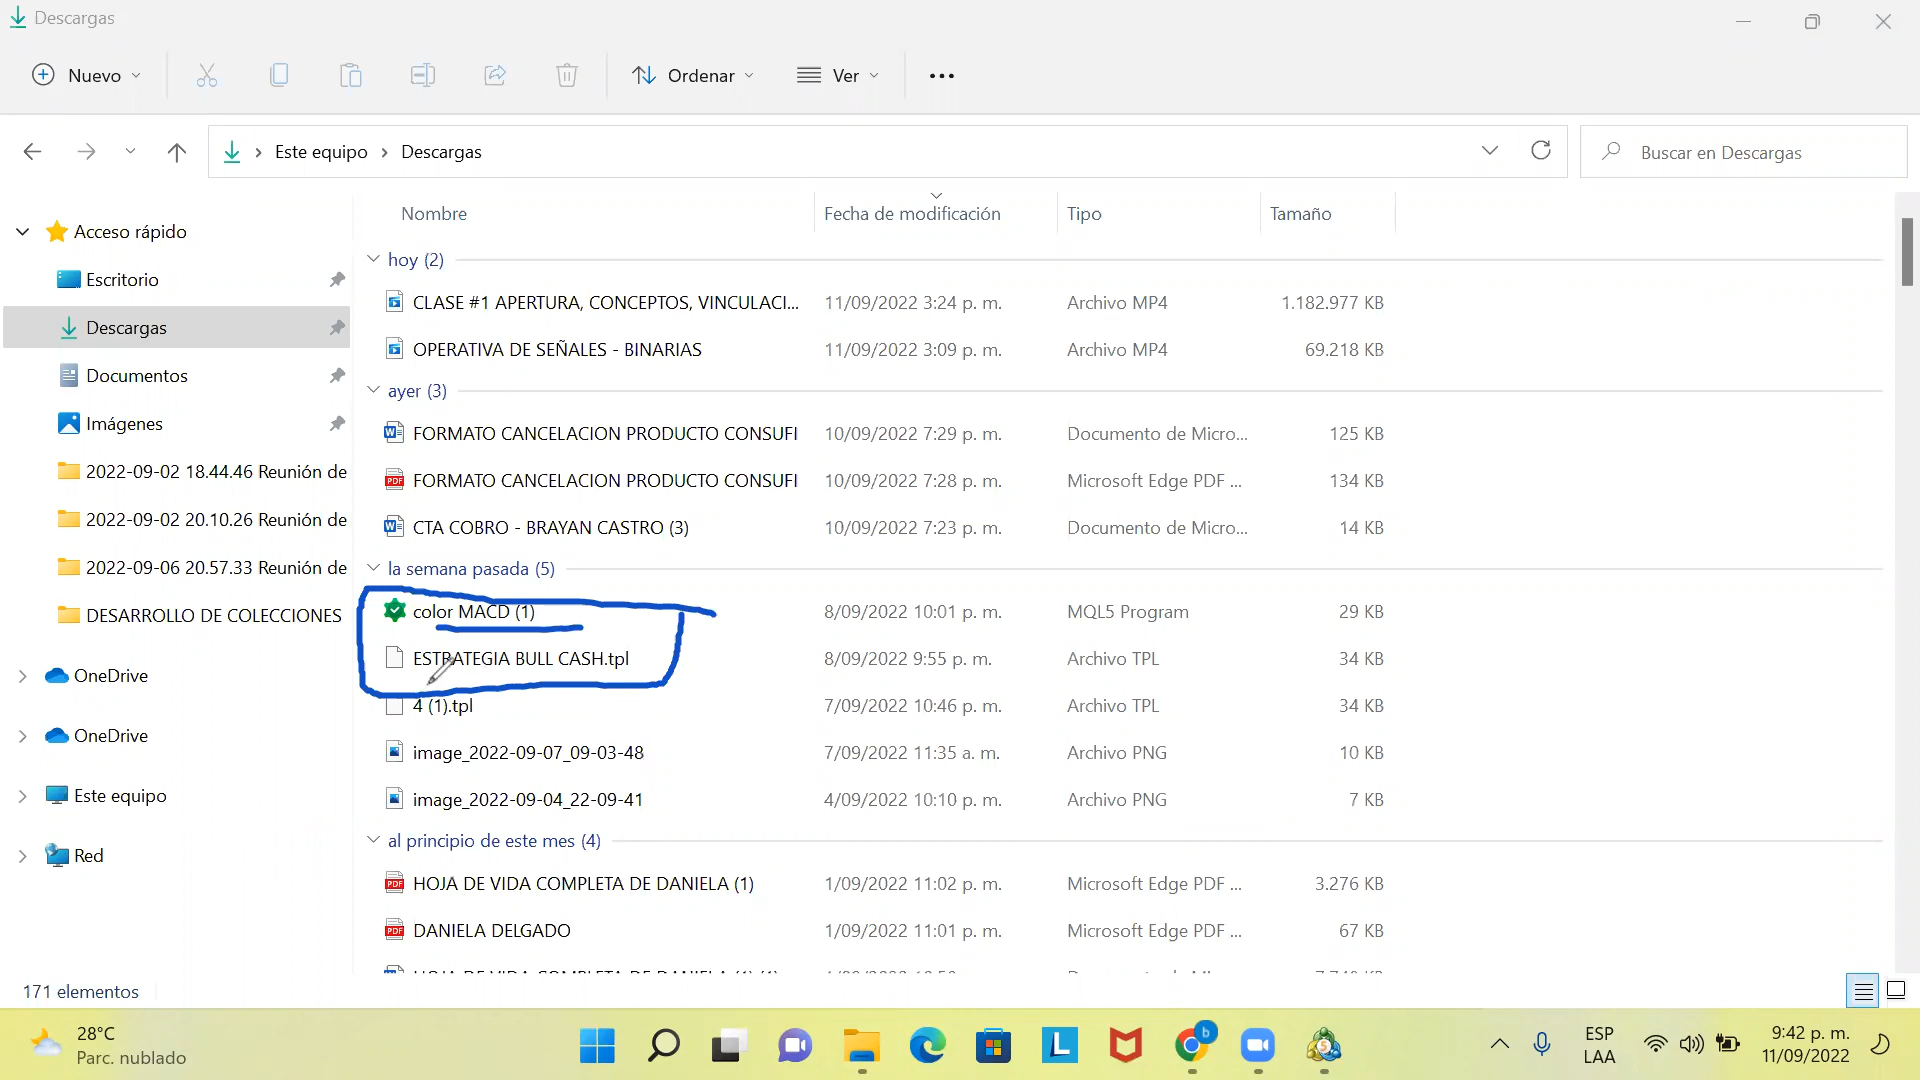 Descargas
Nuevo
Ordenar
Ver
Este equipo > Descargas
Buscar en Descargas
Nombre Fecha de modificación Tipo Tamaño
Acceso rápido
Escritorio
Descargas
Documentos
Imágenes
2022-09-02 18.44.46 Reunión de
2022-09-02 20.10.26 Reunión de
2022-09-06 20.57.33 Reunión de
DESARROLLO DE COLECCIONES
OneDrive
OneDrive
Este equipo
Red
hoy (2)
CLASE #1 APERTURA, CONCEPTOS, VINCULACI... 11/09/2022 3:24 p. m. Archivo MP4 1.182.977 KB
OPERATIVA DE SEÑALES - BINARIAS 11/09/2022 3:09 p. m. Archivo MP4 69.218 KB
ayer (3)
FORMATO CANCELACION PRODUCTO CONSUFI 10/09/2022 7:29 p. m. Documento de Micro... 125 KB
FORMATO CANCELACION PRODUCTO CONSUFI 10/09/2022 7:28 p. m. Microsoft Edge PDF ... 134 KB
CTA COBRO - BRAYAN CASTRO (3) 10/09/2022 7:23 p. m. Documento de Micro... 14 KB
la semana pasada (5)
color MACD (1) 8/09/2022 10:01 p. m. MQL5 Program 29 KB
ESTRATEGIA BULL CASH.tpl 8/09/2022 9:55 p. m. Archivo TPL 34 KB
4 (1).tpl 7/09/2022 10:46 p. m. Archivo TPL 34 KB
image_2022-09-07_09-03-48 7/09/2022 11:35 a. m. Archivo PNG 10 KB
image_2022-09-04_22-09-41 4/09/2022 10:10 p. m. Archivo PNG 7 KB
al principio de este mes (4)
HOJA DE VIDA COMPLETA DE DANIELA (1) 1/09/2022 11:02 p. m. Microsoft Edge PDF ... 3.276 KB
DANIELA DELGADO 1/09/2022 11:01 p. m. Microsoft Edge PDF ... 67 KB
171 elementos
28°C
Parc. nublado
ESP
LAA
9:42 p. m.
11/09/2022